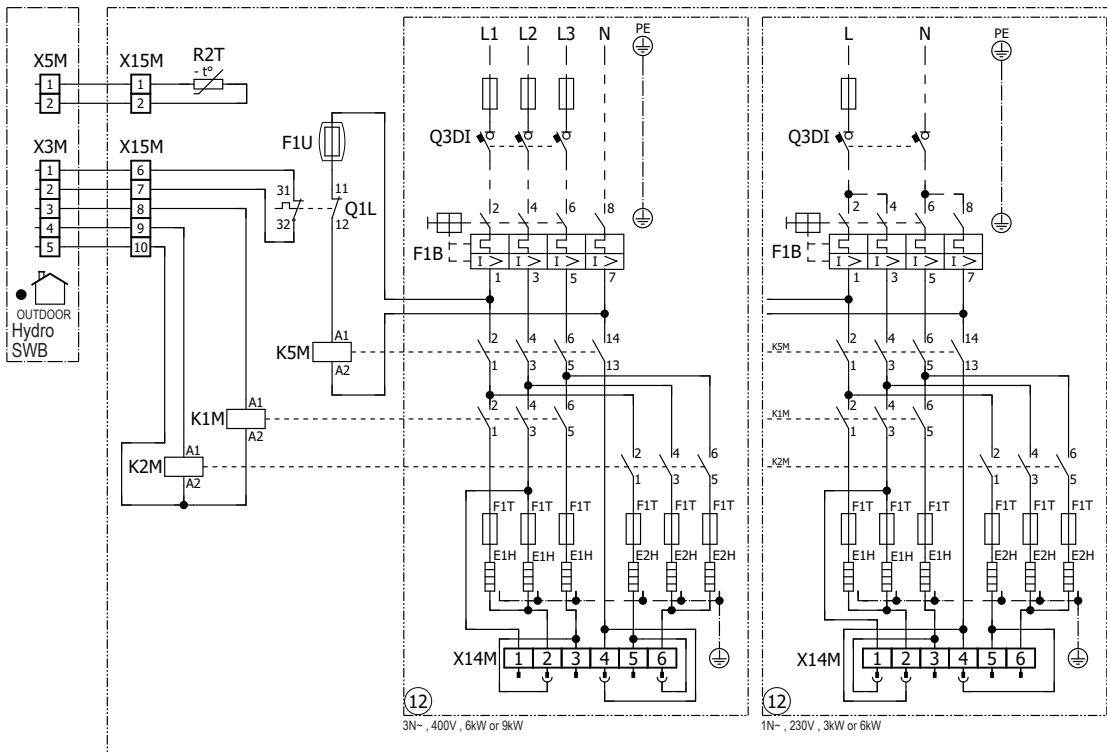 L1 L2 L3 N PE
L N PE
X5M X15M R2T
- t°
1 1
2 2
Q3DI Q3DI
F1U
X3M X15M
1 6
2 7
3 8
4 9
5 10
31 11
Q1L
32 12
2 4 6 8
2 4 6 8
F1B F1B
I > I > I > I >
I > I > I > I >
1 3 5 7
1 3 5 7
OUTDOOR
Hydro
SWB
A1
K5M
A2
2 4 6 14
1 3 5 13
K5M
2 4 6 14
1 3 5 13
A1
K1M
A2
2 4 6
1 3 5
K1M
2 4 6
1 3 5
A1
K2M
A2
2 4 6
1 3 5
K2M
2 4 6
1 3 5
F1T F1T F1T F1T F1T F1T
F1T F1T F1T F1T F1T F1T
E1H E1H E1H E2H E2H E2H
E1H E1H E1H E2H E2H E2H
X14M 1 2 3 4 5 6
X14M 1 2 3 4 5 6
12
3N~ , 400V , 6kW or 9kW
12
1N~ , 230V , 3kW or 6kW